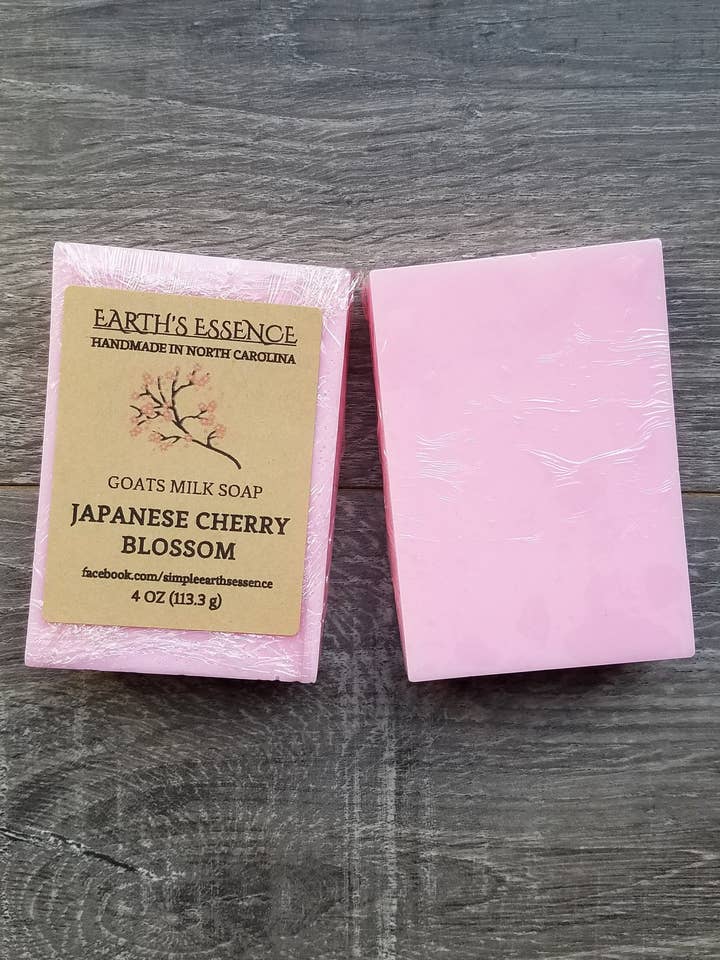 EARTH'S ESSENCE
HANDMADE IN NORTH CAROLINA
GOATS MILK SOAP
JAPANESE CHERRY
BLOSSOM
facebook.com/simpleearthsessence
4 OZ (113.3 g)